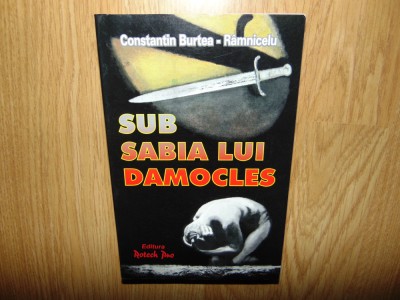 Constantin Burtea - Râmnicelu
SUB
SABIA LUI
DAMOCLES
Editura
Rotech Pro